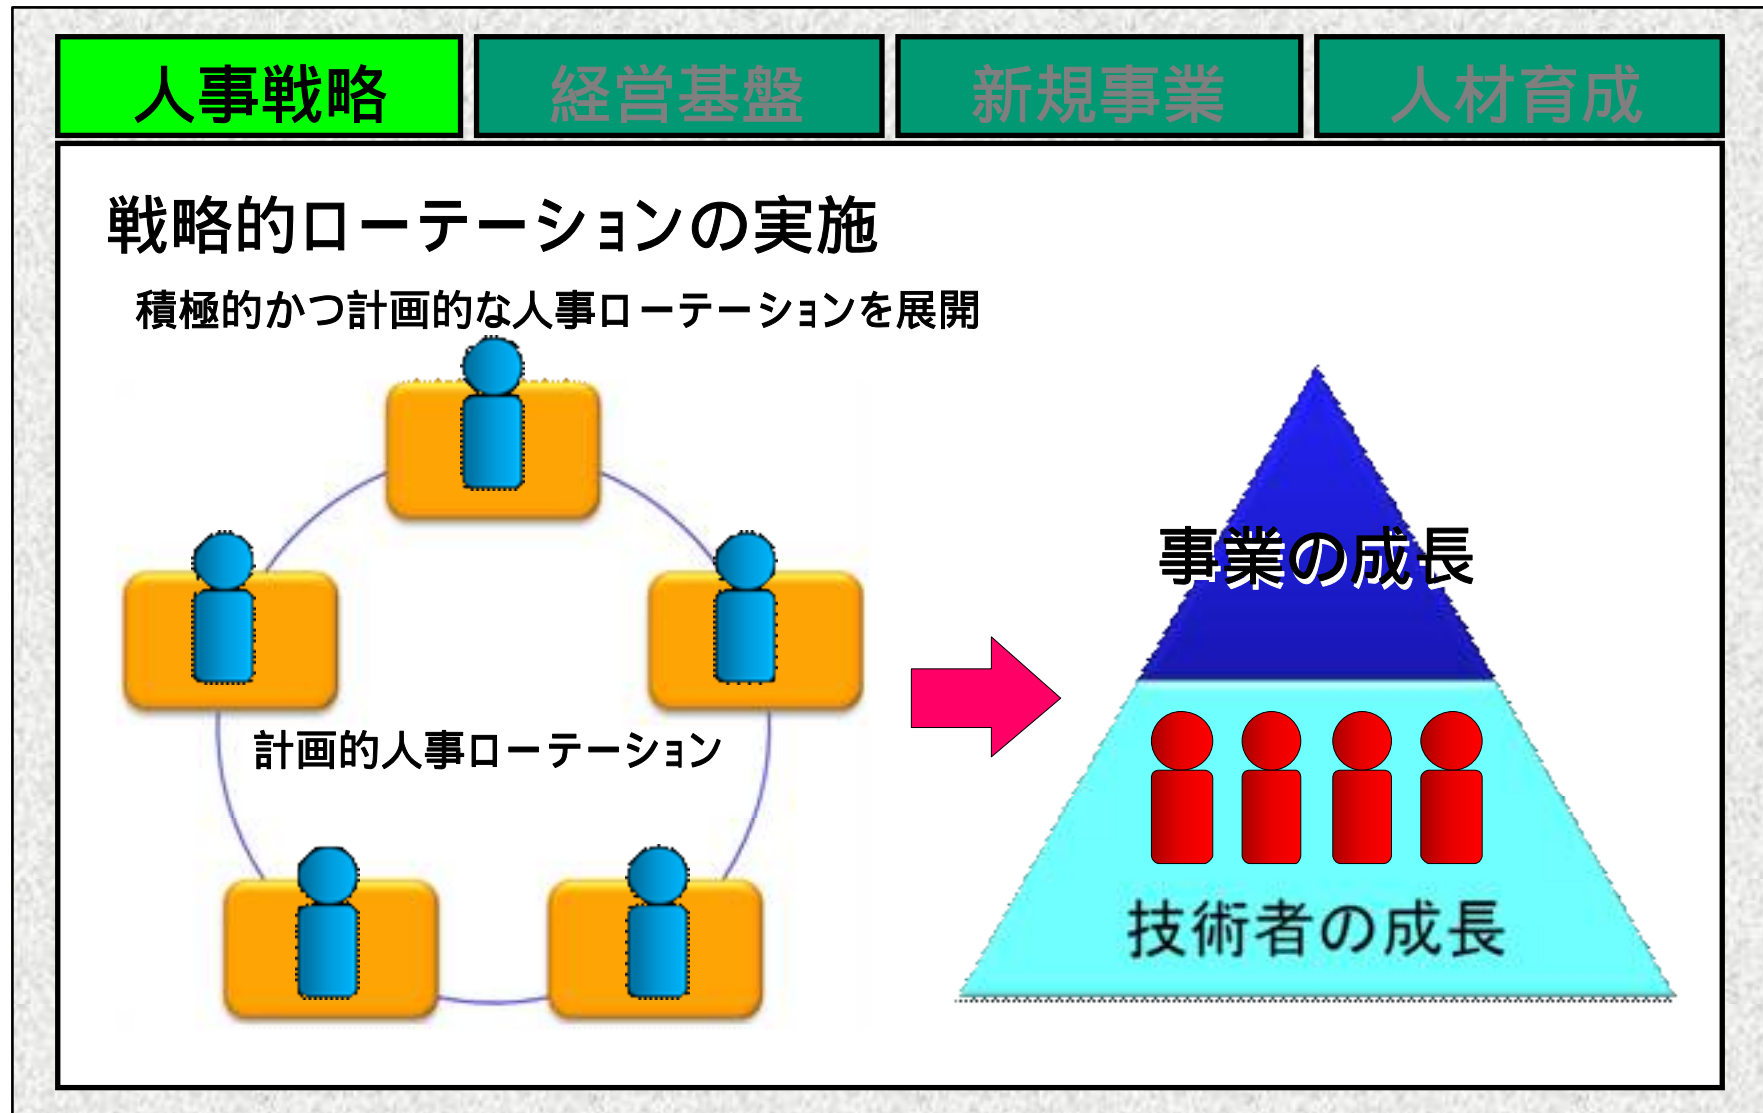 人事戦略
経営基盤
新規事業
人材育成
戦略的ローテーションの実施
積極的かつ計画的な人事ローテーションを展開
事業の成長
計画的人事ローテーション
技術者の成長